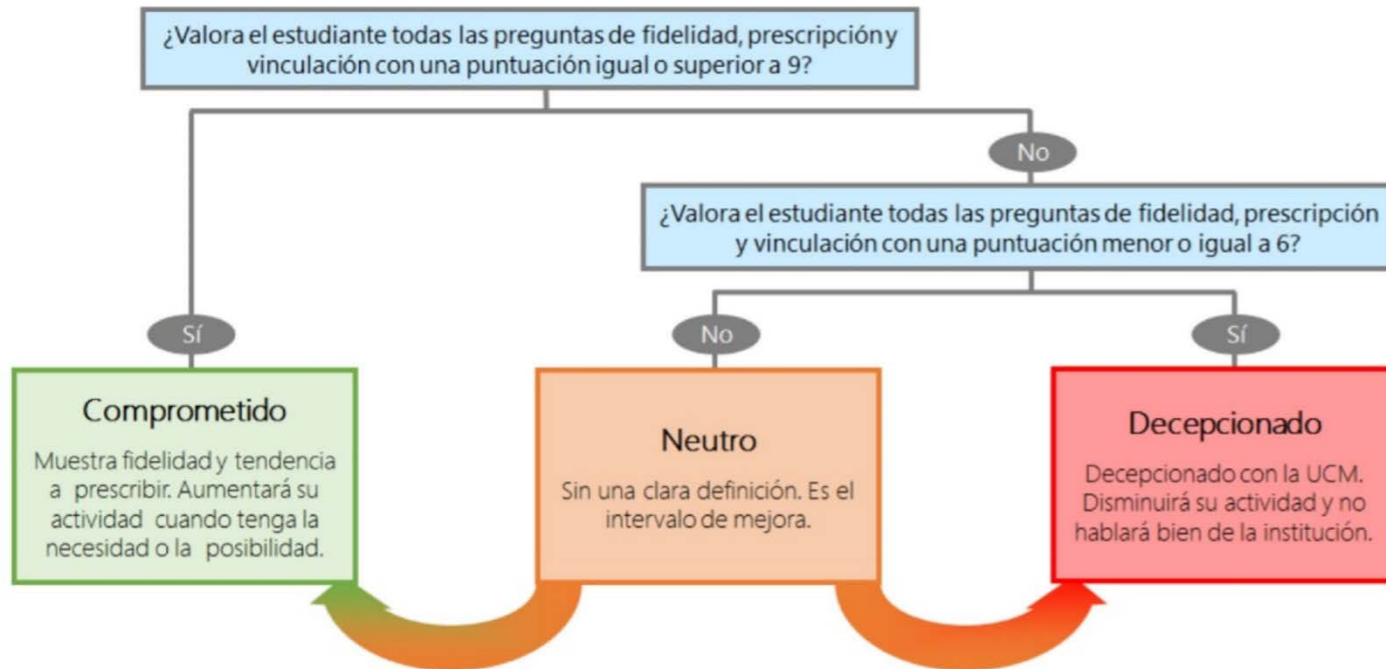 ¿Valora el estudiante todas las preguntas de fidelidad, prescripción y
vinculación con una puntuación igual o superior a 9?
No
¿Valora el estudiante todas las preguntas de fidelidad, prescripción
y vinculación con una puntuación menor o igual a 6?
Sí
No
Sí
Comprometido
Muestra fidelidad y tendencia
a prescribir. Aumentará su
actividad cuando tenga la
necesidad o la posibilidad.
Neutro
Sin una clara definición. Es el
intervalo de mejora.
Decepcionado
Decepcionado con la UCM.
Disminuirá su actividad y no
hablará bien de la institución.